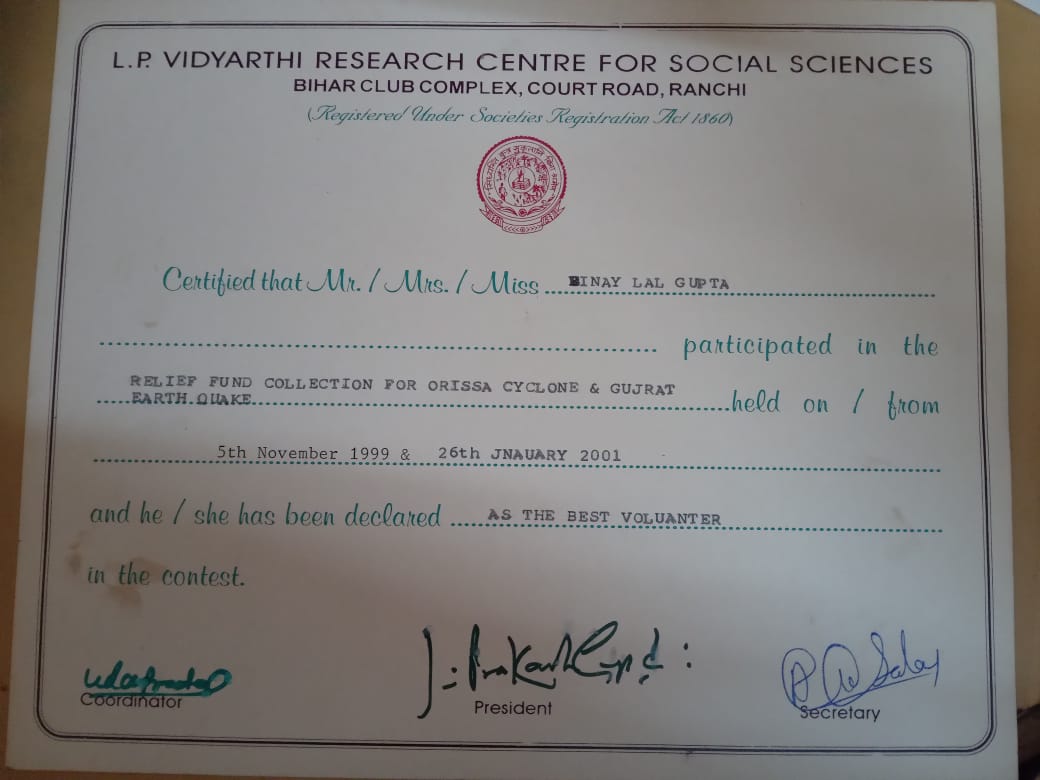 L.P. VIDYARTHI RESEARCH CENTRE FOR SOCIAL SCIENCES
BIHAR CLUB COMPLEX, COURT ROAD, RANCHI
(Registered Under Societies Registration Act 1860)
Certified that Mr. / Mrs. / Miss BINAY LAL GUPTA
participated in the
RELIEF FUND COLLECTION FOR ORISSA CYCLONE & GUJRAT
EARTH QUAKE held on / from
5th November 1999 & 26th JNAUARY 2001
and he / she has been declared AS THE BEST VOLUANTER
in the contest.
Coordinator
President
Secretary